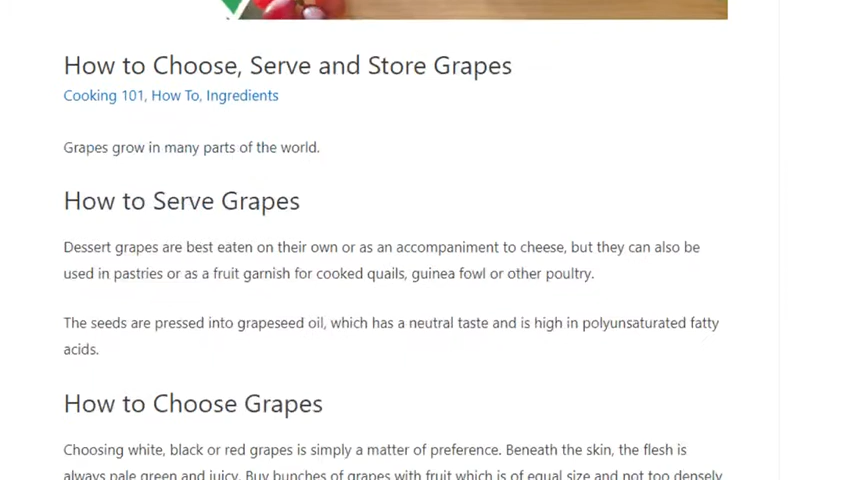 How to Choose, Serve and Store Grapes
Cooking 101, How To, Ingredients
Grapes grow in many parts of the world.
How to Serve Grapes
Dessert grapes are best eaten on their own or as an accompaniment to cheese, but they can also be
used in pastries or as a fruit garnish for cooked quails, guinea fowl or other poultry.
The seeds are pressed into grapeseed oil, which has a neutral taste and is high in polyunsaturated fatty
acids.
How to Choose Grapes
Choosing white, black or red grapes is simply a matter of preference. Beneath the skin, the flesh is
always pale green and juicy. Buy bunches of grapes with fruit which is of equal size and not too densely